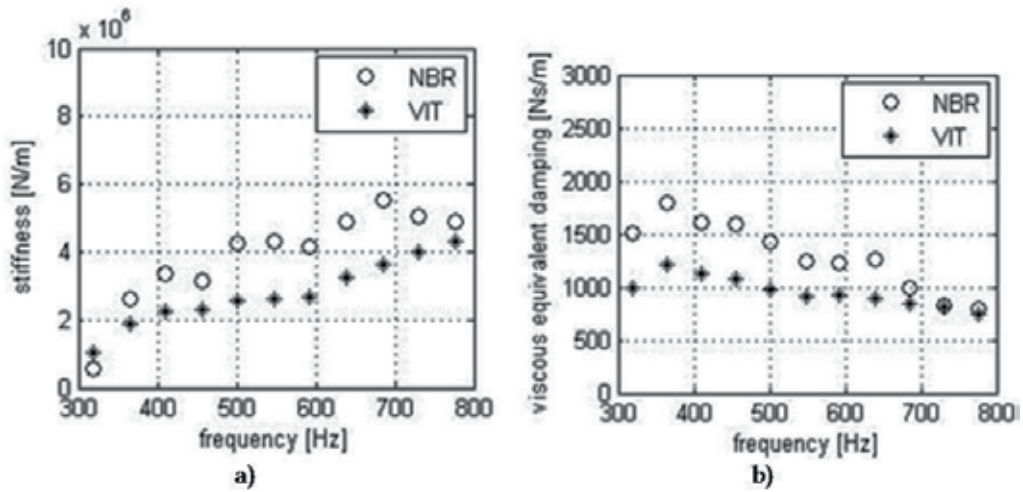 × 10⁶
10
8
6
4
2
0
300 400 500 600 700 800
stiffness [N/m]
frequency [Hz]
NBR
VIT
a)
3000
2500
2000
1500
1000
500
0
300 400 500 600 700 800
viscous equivalent damping [Ns/m]
frequency [Hz]
NBR
VIT
b)